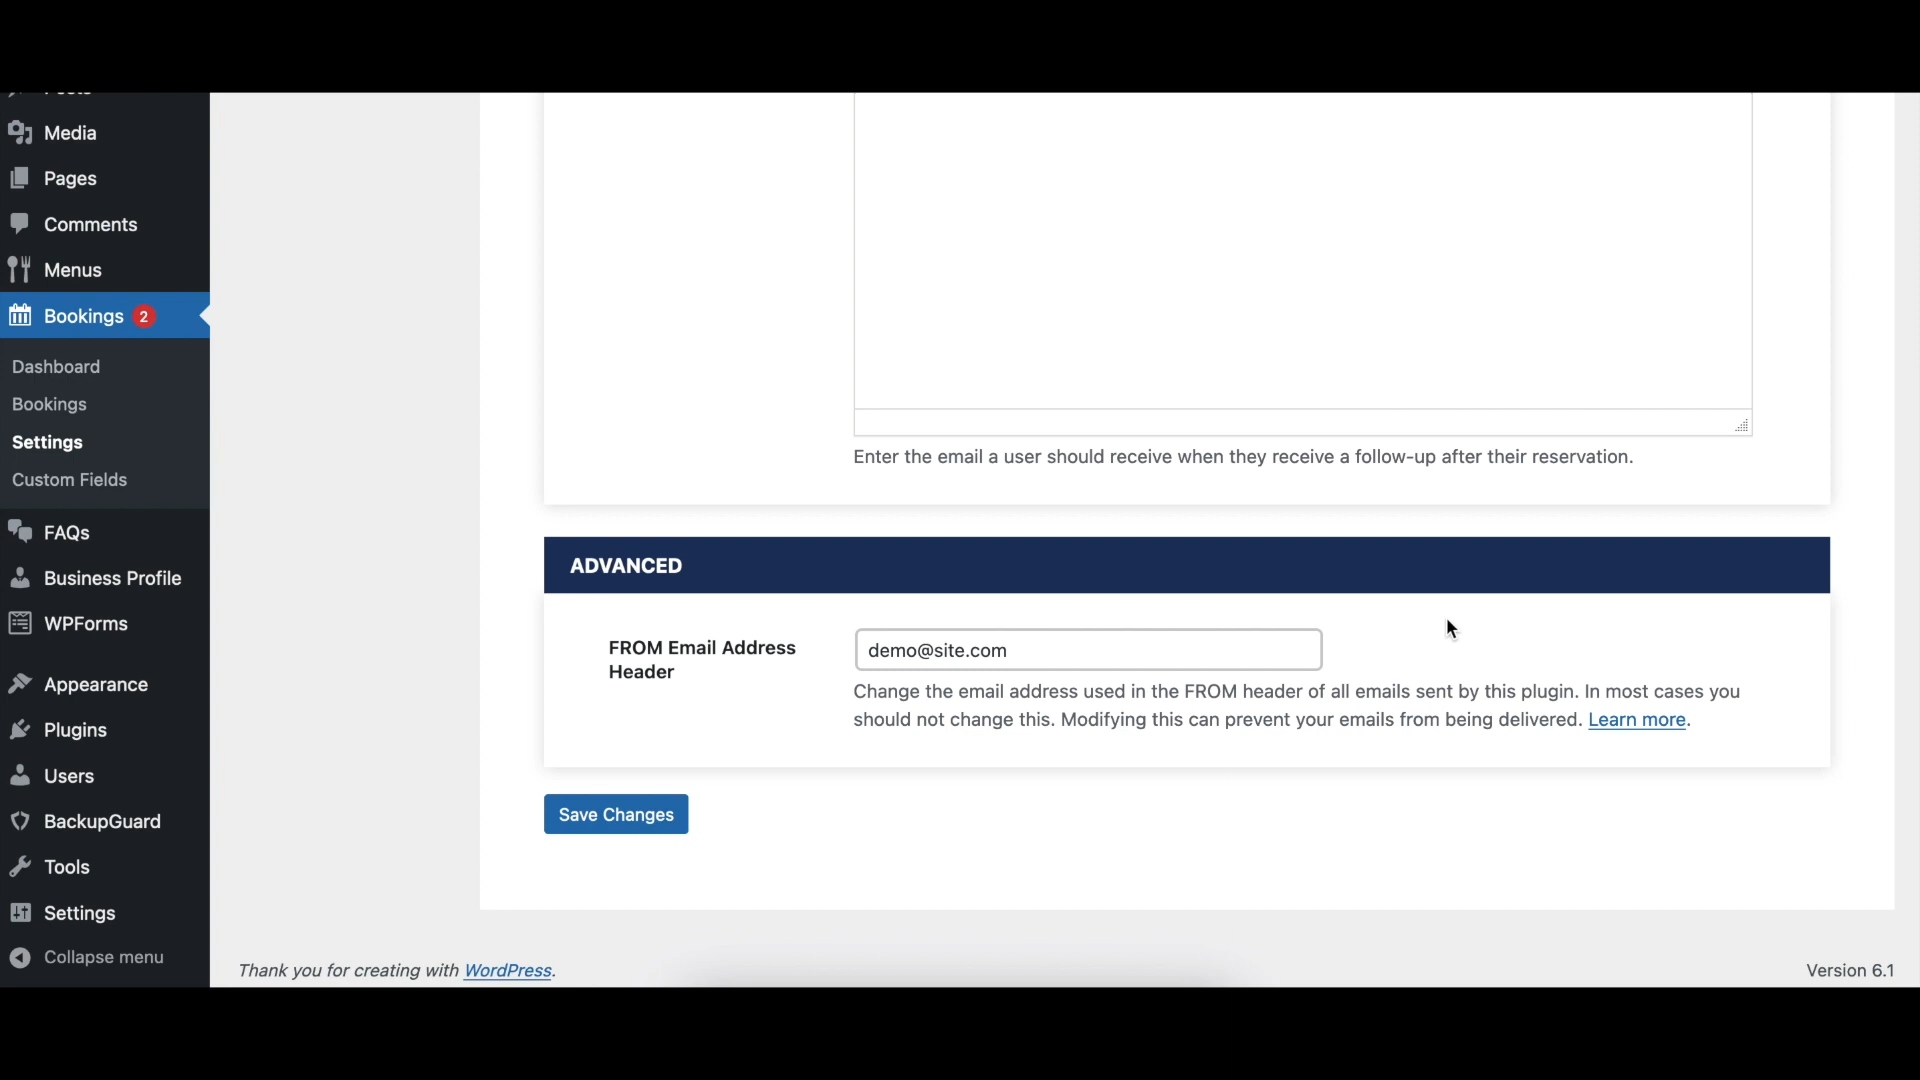 Media
Pages
Comments
Menus
Bookings 2
Dashboard
Bookings
Settings
Custom Fields
FAQs
Business Profile
WPForms
Appearance
Plugins
Users
BackupGuard
Tools
Settings
Collapse menu
Enter the email a user should receive when they receive a follow-up after their reservation.
ADVANCED
FROM Email Address
Header
demo@site.com
Change the email address used in the FROM header of all emails sent by this plugin. In most cases you
should not change this. Modifying this can prevent your emails from being delivered. Learn more.
Save Changes
Thank you for creating with WordPress.
Version 6.1